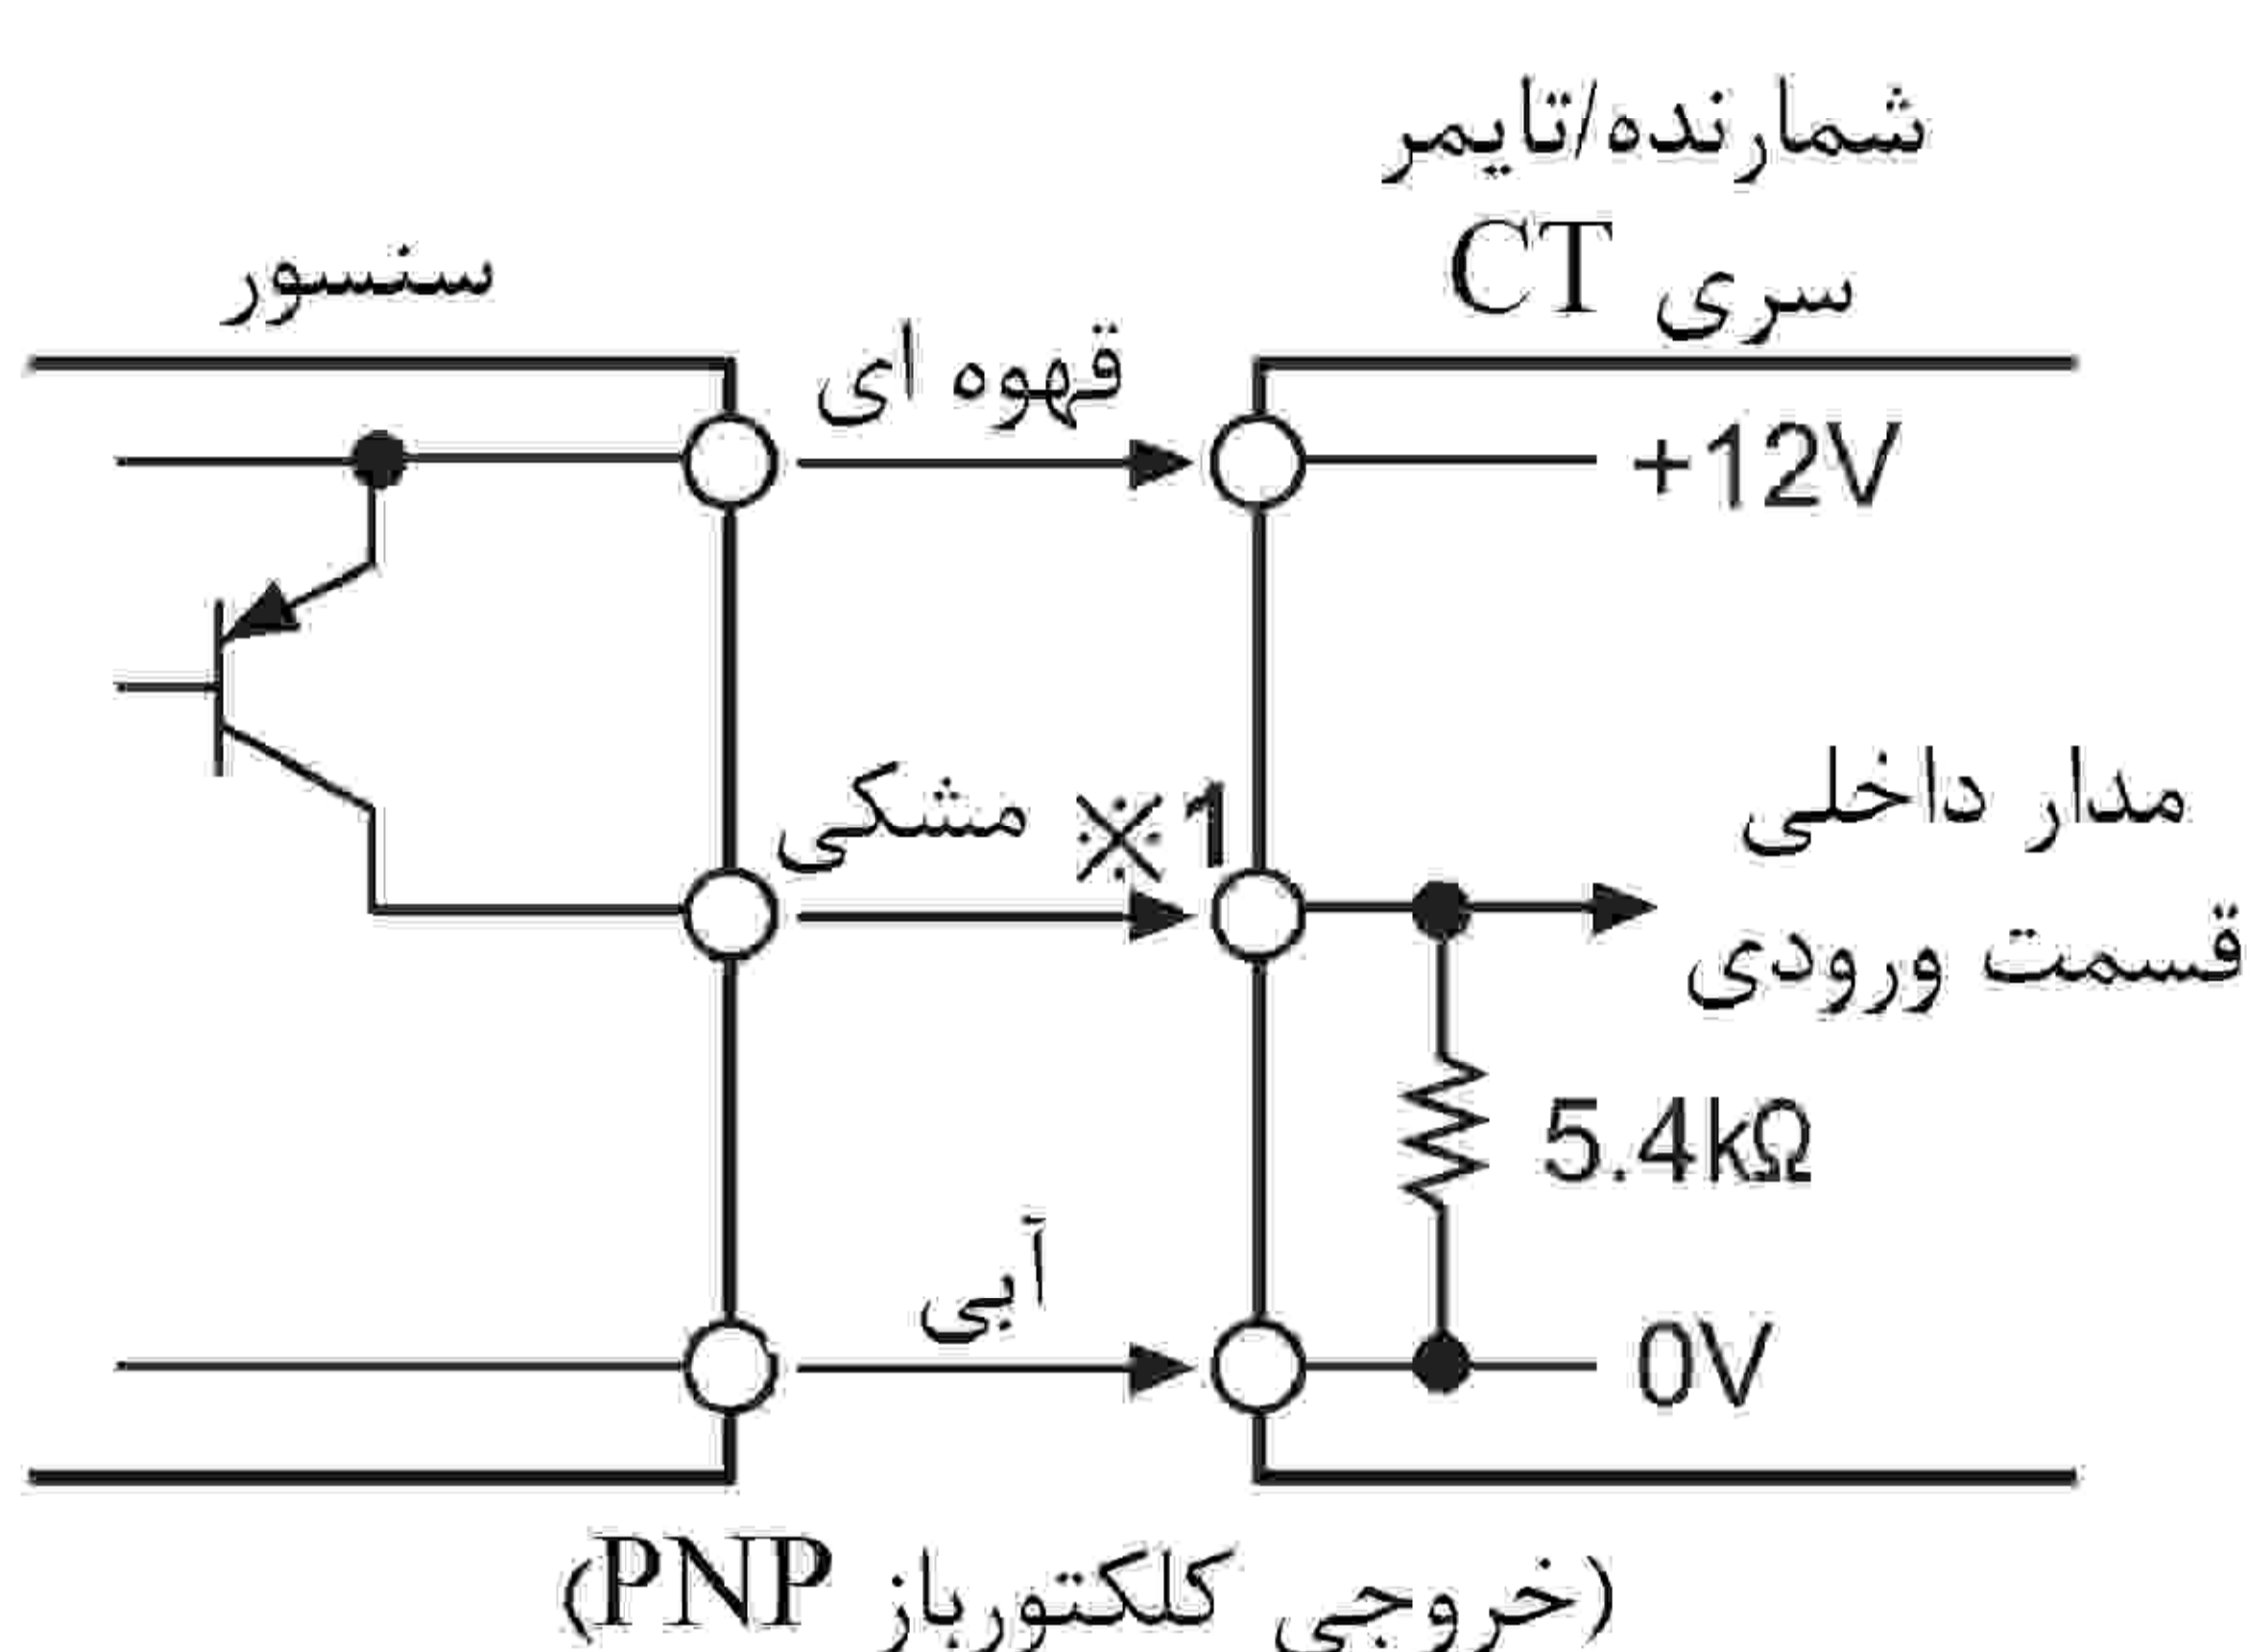 شمارنده/تایمر
سری CT
سنسور
قهوه ای
+12V
مشکی ※1
مدار داخلی
قسمت ورودی
5.4kΩ
آبی
0V
(خروجی کلکتورباز PNP)